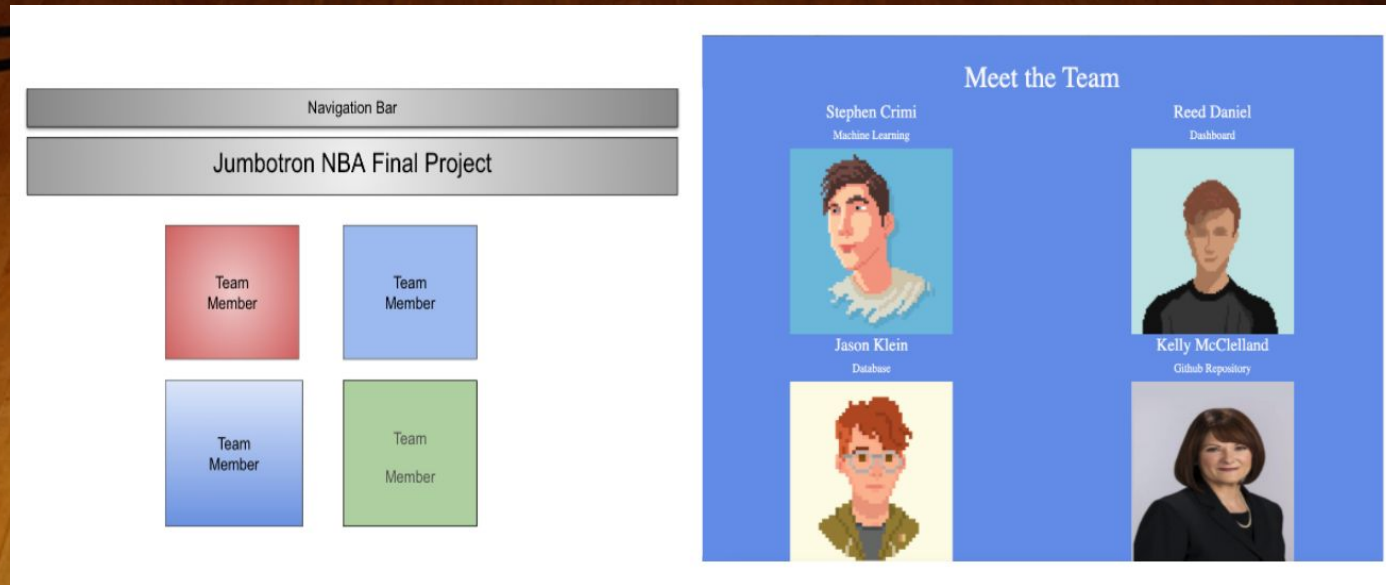 Navigation Bar
Jumbotron NBA Final Project
Team
Member
Team
Member
Team
Member
Team
Member
Meet the Team
Stephen Crimi
Machine Learning
Reed Daniel
Dashboard
Jason Klein
Database
Kelly McClelland
Github Repository